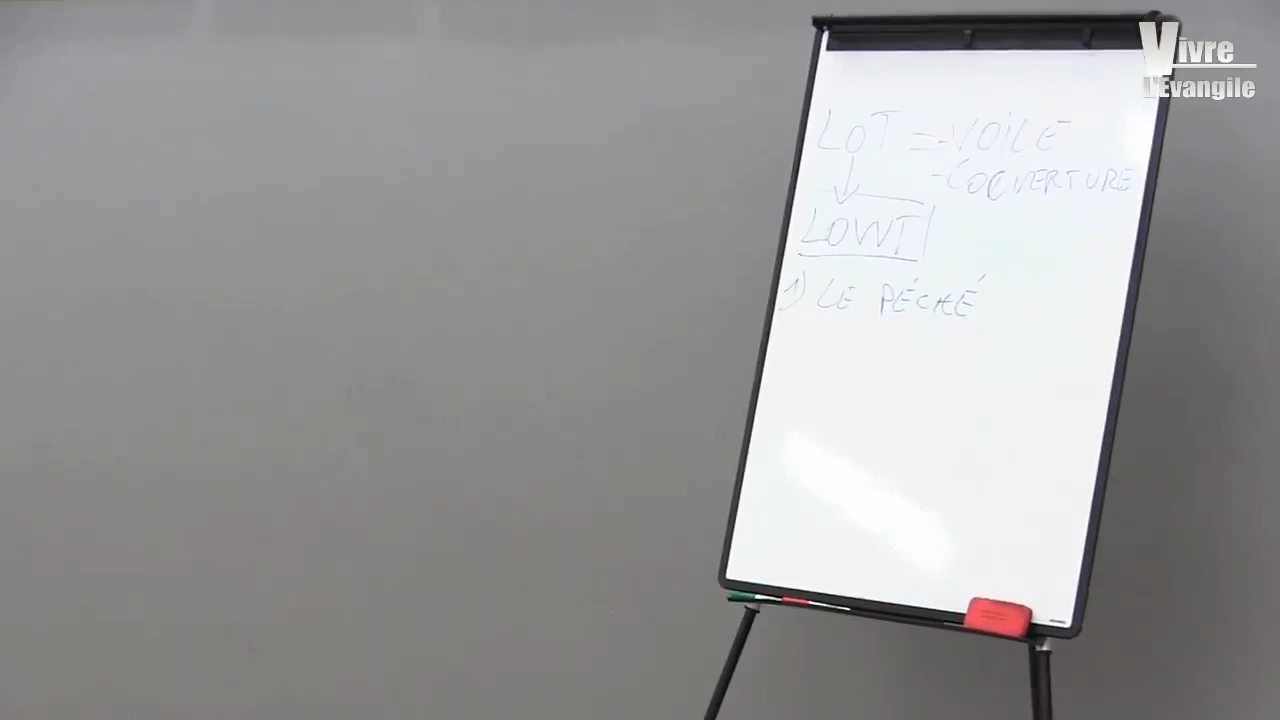 LOT = -VOILE
-COUVERTURE
LOWT
1) LE PÉCHÉ
Vivre
L'Evangile